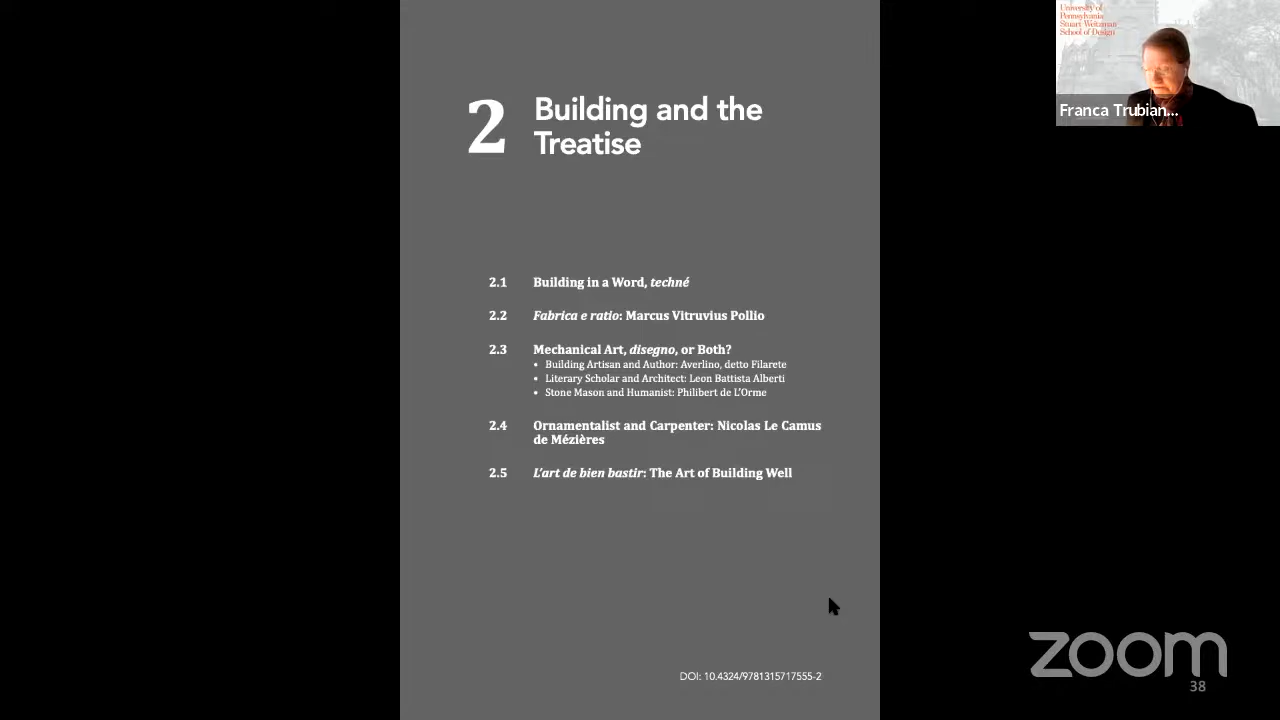 University of
Pennsylvania
Stuart Weitzman
School of Design
Franca Trubian...
2
Building and the
Treatise
2.1 Building in a Word, techné
2.2 Fabrica e ratio: Marcus Vitruvius Pollio
2.3 Mechanical Art, disegno, or Both?
• Building Artisan and Author: Averlino, detto Filarete
• Literary Scholar and Architect: Leon Battista Alberti
• Stone Mason and Humanist: Philibert de L'Orme
2.4 Ornamentalist and Carpenter: Nicolas Le Camus
de Mézières
2.5 L'art de bien bastir: The Art of Building Well
DOI: 10.4324/9781315717555-2
zoom
38